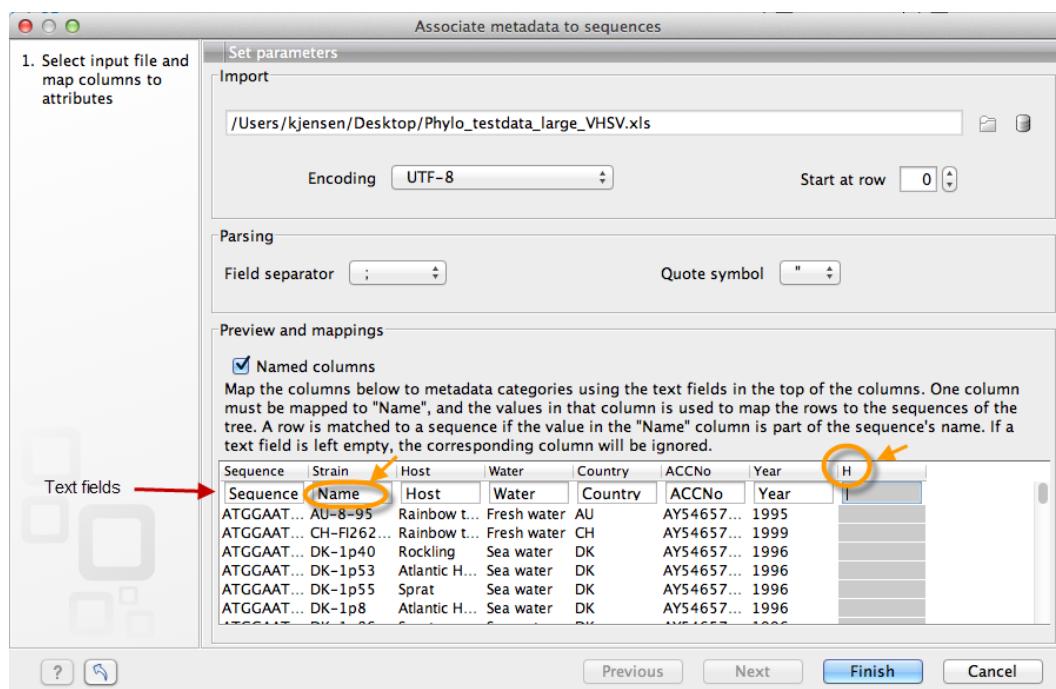 Associate metadata to sequences
1. Select input file and
map columns to
attributes
Set parameters
Import
/Users/kjensen/Desktop/Phylo_testdata_large_VHSV.xls
Encoding UTF-8 Start at row 0
Parsing
Field separator ; Quote symbol "
Preview and mappings
Named columns
Map the columns below to metadata categories using the text fields in the top of the columns. One column
must be mapped to "Name", and the values in that column is used to map the rows to the sequences of the
tree. A row is matched to a sequence if the value in the "Name" column is part of the sequence's name. If a
text field is left empty, the corresponding column will be ignored.
Sequence Strain Host Water Country ACCNo Year H
Text fields
Sequence Name Host Water Country ACCNo Year
ATGGAAT... AU-8-95 Rainbow t... Fresh water AU AY54657... 1995
ATGGAAT... CH-FI262... Rainbow t... Fresh water CH AY54657... 1999
ATGGAAT... DK-1p40 Rockling Sea water DK AY54657... 1996
ATGGAAT... DK-1p53 Atlantic H... Sea water DK AY54657... 1996
ATGGAAT... DK-1p55 Sprat Sea water DK AY54657... 1996
ATGGAAT... DK-1p8 Atlantic H... Sea water DK AY54657... 1996
? Previous Next Finish Cancel